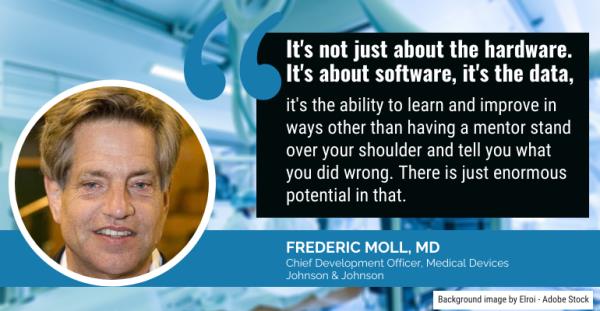 It's not just about the hardware.
It's about software, it's the data,
it's the ability to learn and improve in
ways other than having a mentor stand
over your shoulder and tell you what
you did wrong. There is just enormous
potential in that.
FREDERIC MOLL, MD
Chief Development Officer, Medical Devices
Johnson & Johnson
Background image by Elroi - Adobe Stock